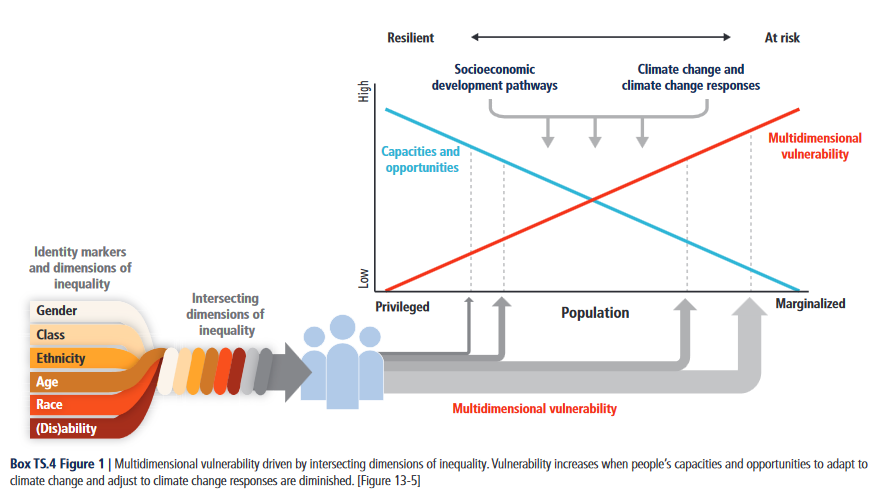 Resilient
At risk
Socioeconomic
development pathways
Climate change and
climate change responses
High
Capacities and
opportunities
Multidimensional
vulnerability
Low
Privileged
Population
Marginalized
Identity markers
and dimensions of
inequality
Gender
Class
Ethnicity
Age
Race
(Dis)ability
Intersecting
dimensions of
inequality
Multidimensional vulnerability
Box TS.4 Figure 1 | Multidimensional vulnerability driven by intersecting dimensions of inequality. Vulnerability increases when people's capacities and opportunities to adapt to
climate change and adjust to climate change responses are diminished. [Figure 13-5]